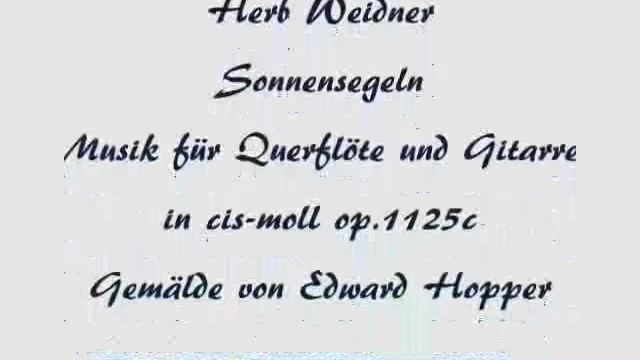 Herb Weidner
Sonnensegeln
Musik für Querflöte und Gitarre
in cis-moll op.1125c
Gemälde von Edward Hopper